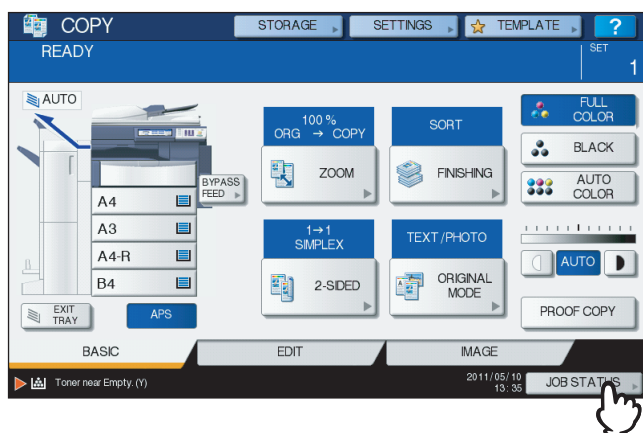 COPY
STORAGE
SETTINGS
TEMPLATE
?
READY
SET
1
AUTO
BYPASS
FEED
A4
A3
A4-R
B4
EXIT
TRAY
APS
100 %
ORG → COPY
ZOOM
SORT
FINISHING
1→1
SIMPLEX
2-SIDED
TEXT/PHOTO
ORIGINAL
MODE
FULL
COLOR
BLACK
AUTO
COLOR
AUTO
PROOF COPY
BASIC
EDIT
IMAGE
Toner near Empty. (Y)
2011/05/10
13:35
JOB STATUS